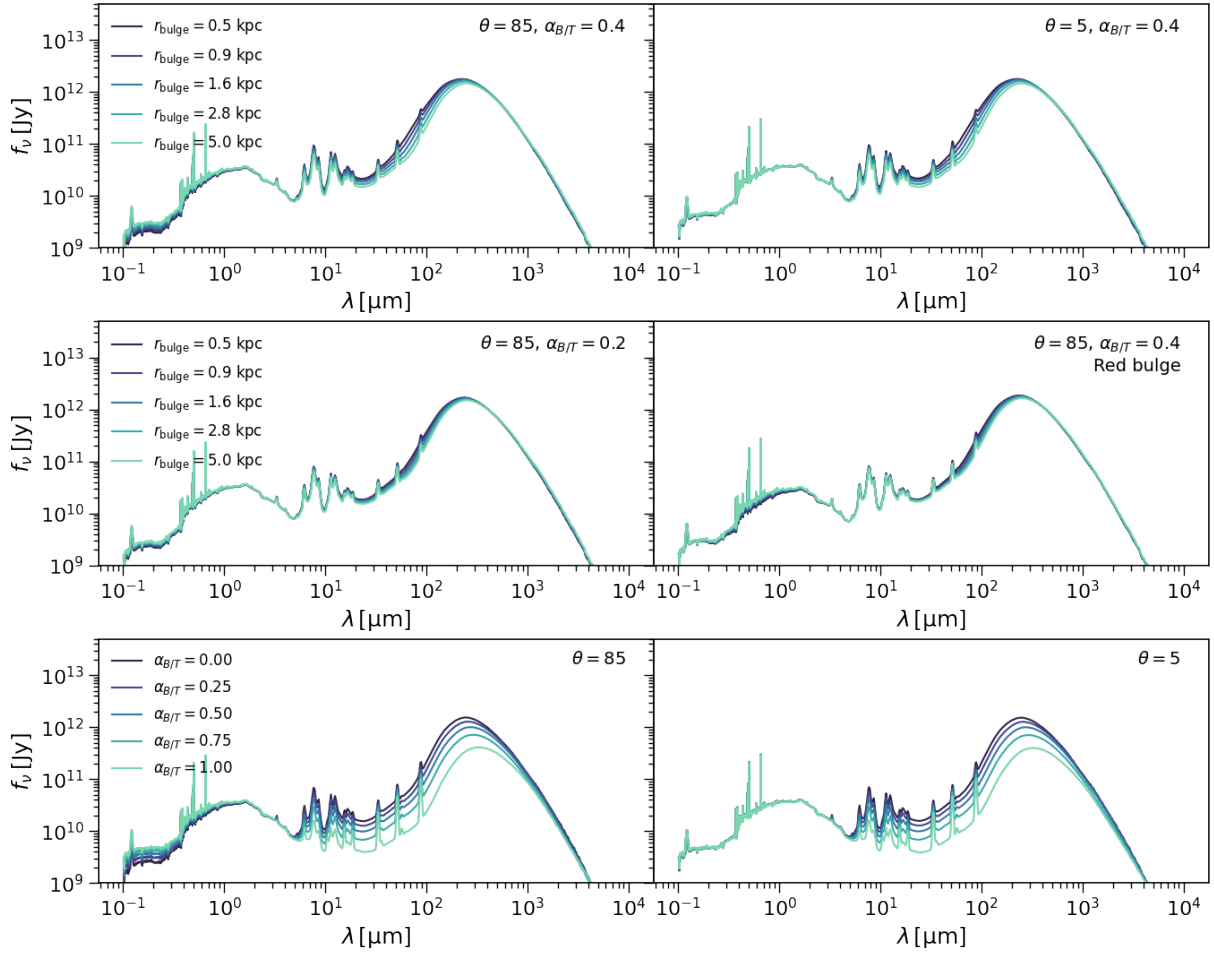 θ = 85, α_{B/T} = 0.4
r_bulge = 0.5 kpc
r_bulge = 0.9 kpc
r_bulge = 1.6 kpc
r_bulge = 2.8 kpc
r_bulge = 5.0 kpc
f_ν [Jy]
10^13
10^12
10^11
10^10
10^9
10^−1 10^0 10^1 10^2 10^3 10^4
λ [μm]
θ = 5, α_{B/T} = 0.4
10^−1 10^0 10^1 10^2 10^3 10^4
λ [μm]
θ = 85, α_{B/T} = 0.2
r_bulge = 0.5 kpc
r_bulge = 0.9 kpc
r_bulge = 1.6 kpc
r_bulge = 2.8 kpc
r_bulge = 5.0 kpc
f_ν [Jy]
10^13
10^12
10^11
10^10
10^9
10^−1 10^0 10^1 10^2 10^3 10^4
λ [μm]
θ = 85, α_{B/T} = 0.4
Red bulge
10^−1 10^0 10^1 10^2 10^3 10^4
λ [μm]
θ = 85
α_{B/T} = 0.00
α_{B/T} = 0.25
α_{B/T} = 0.50
α_{B/T} = 0.75
α_{B/T} = 1.00
f_ν [Jy]
10^13
10^12
10^11
10^10
10^9
10^−1 10^0 10^1 10^2 10^3 10^4
λ [μm]
θ = 5
10^−1 10^0 10^1 10^2 10^3 10^4
λ [μm]